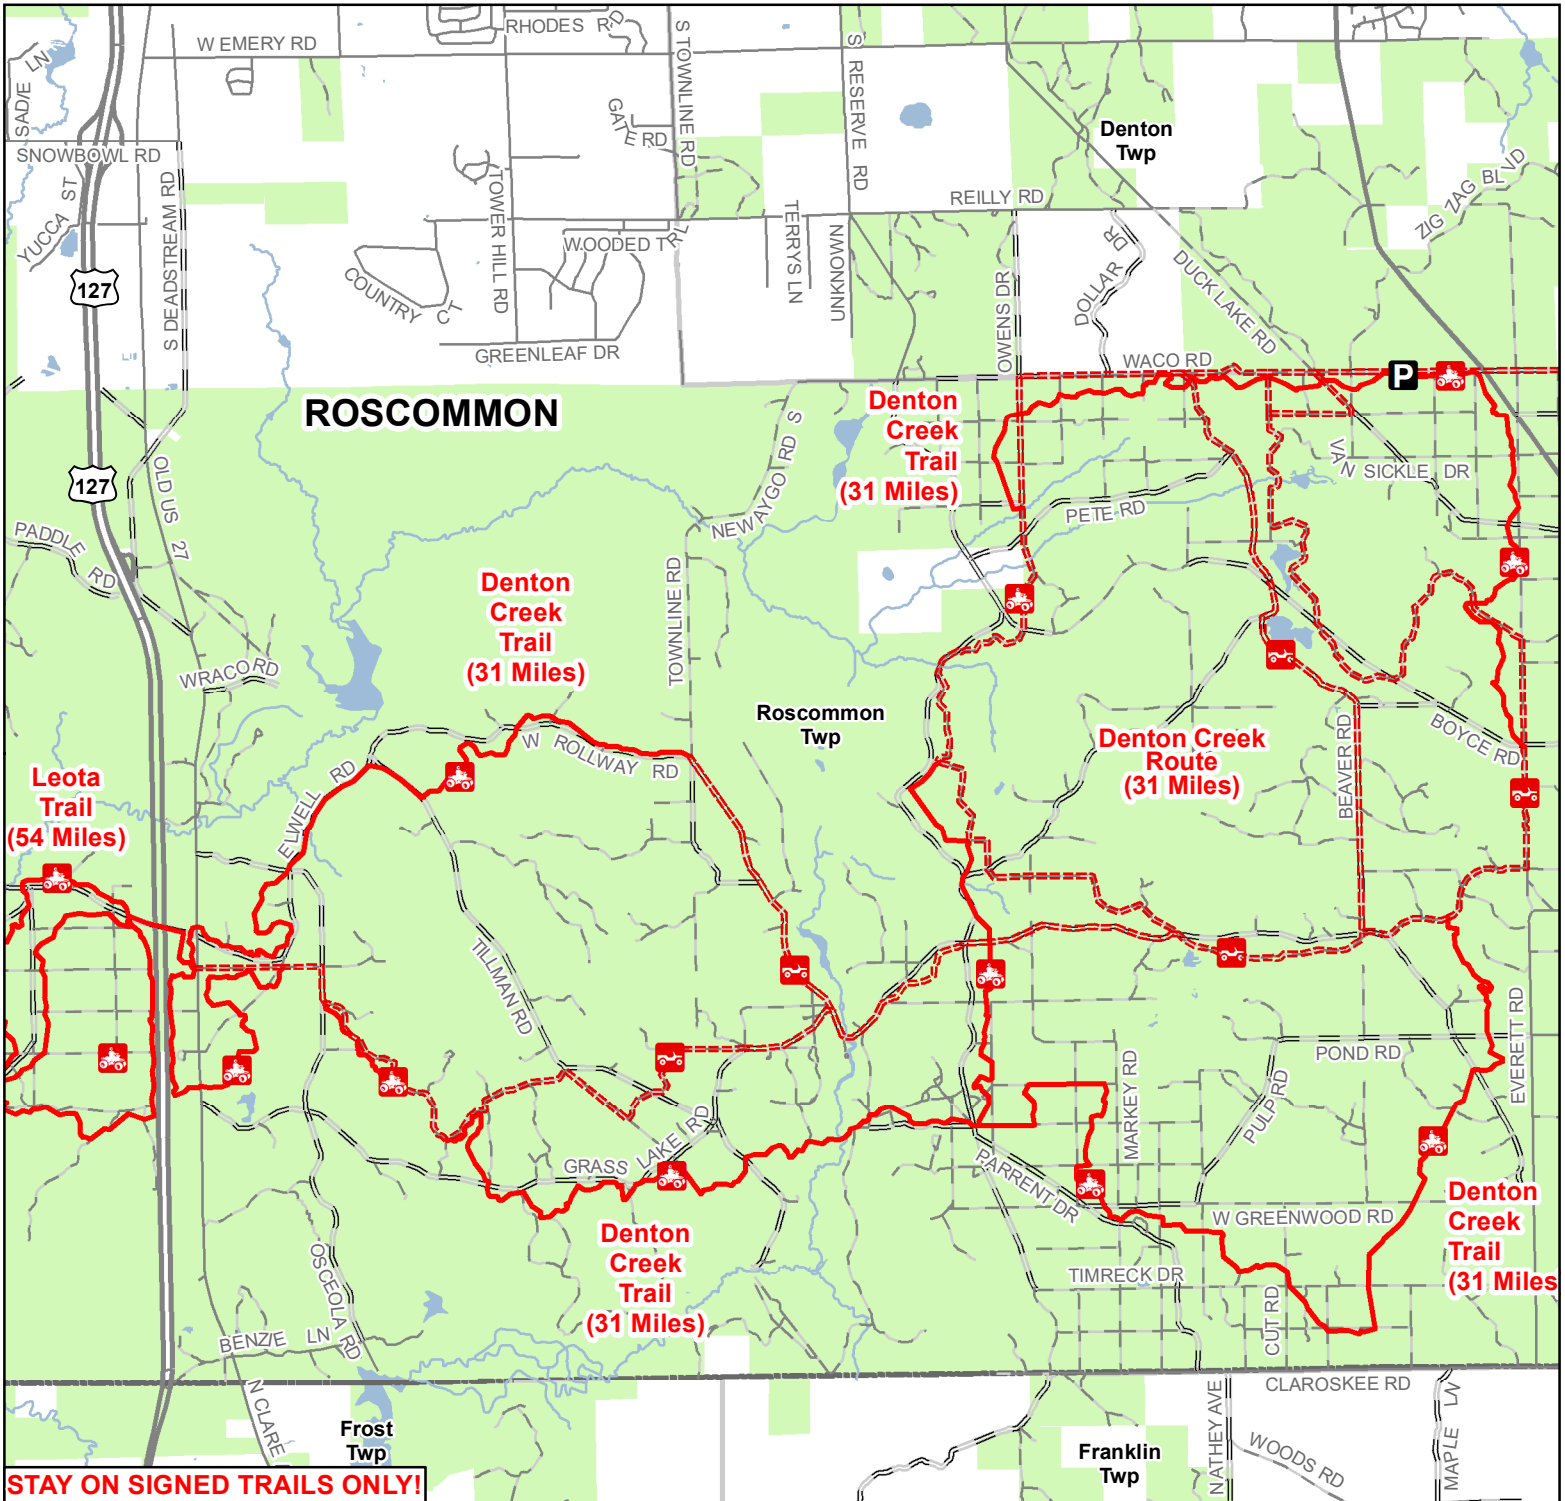 RHODES RD
W EMERY RD
SADIE LN
S TOWNLINE RD
S RESERVE RD
GATE RD
Denton
Twp
SNOWBOWL RD
YUCCA ST
S DEADSTREAM RD
TOWER HILL RD
REILLY RD
ZIG ZAG BLVD
WOODED TRL
TERRYS LN
UNKNOWN
COUNTRY CT
127
OWENS DR
DOLLAR DR
DUCK LAKE RD
GREENLEAF DR
WACO RD
P
ROSCOMMON
Denton
Creek
Trail
(31 Miles)
NEWAYGO RD S
VAN SICKLE DR
127
OLD US 27
PETE RD
PADDLE RD
Denton
Creek
Trail
(31 Miles)
TOWNLINE RD
WRACO RD
Roscommon
Twp
W ROLLWAY RD
Denton Creek
Route
(31 Miles)
BEAVER RD
BOYCE RD
Leota
Trail
(54 Miles)
ELWELL RD
TILLMAN RD
EVERETT RD
POND RD
MARKEY RD
PULP RD
GRASS LAKE RD
PARRENT DR
W GREENWOOD RD
Denton
Creek
Trail
(31 Miles
Denton
Creek
Trail
(31 Miles)
OSCEOLA RD
TIMRECK DR
CUT RD
BENZIE LN
CLAROSKEE RD
N CLARE
Frost
Twp
NATHEY AVE
Franklin
Twp
WOODS RD
MAPLE LN
STAY ON SIGNED TRAILS ONLY!